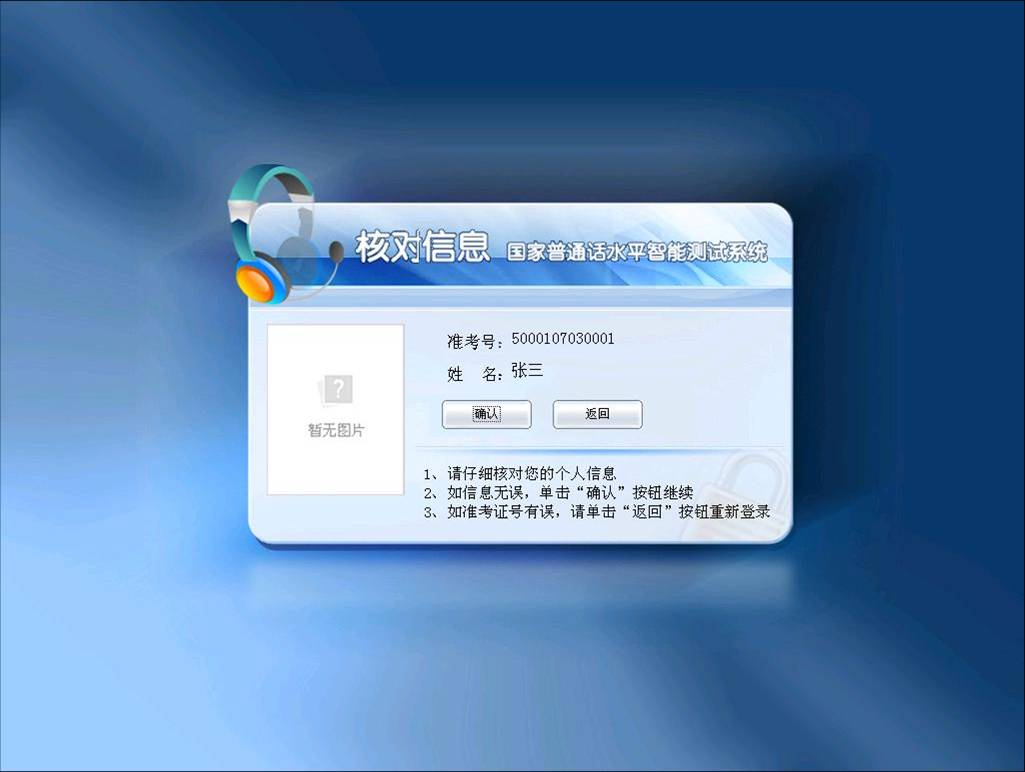 核对信息 国家普通话水平智能测试系统
准考号：5000107030001
姓 名：张三
暂无图片
确认 返回
1、请仔细核对您的个人信息
2、如信息无误，单击“确认”按钮继续
3、如准考证号有误，请单击“返回”按钮重新登录